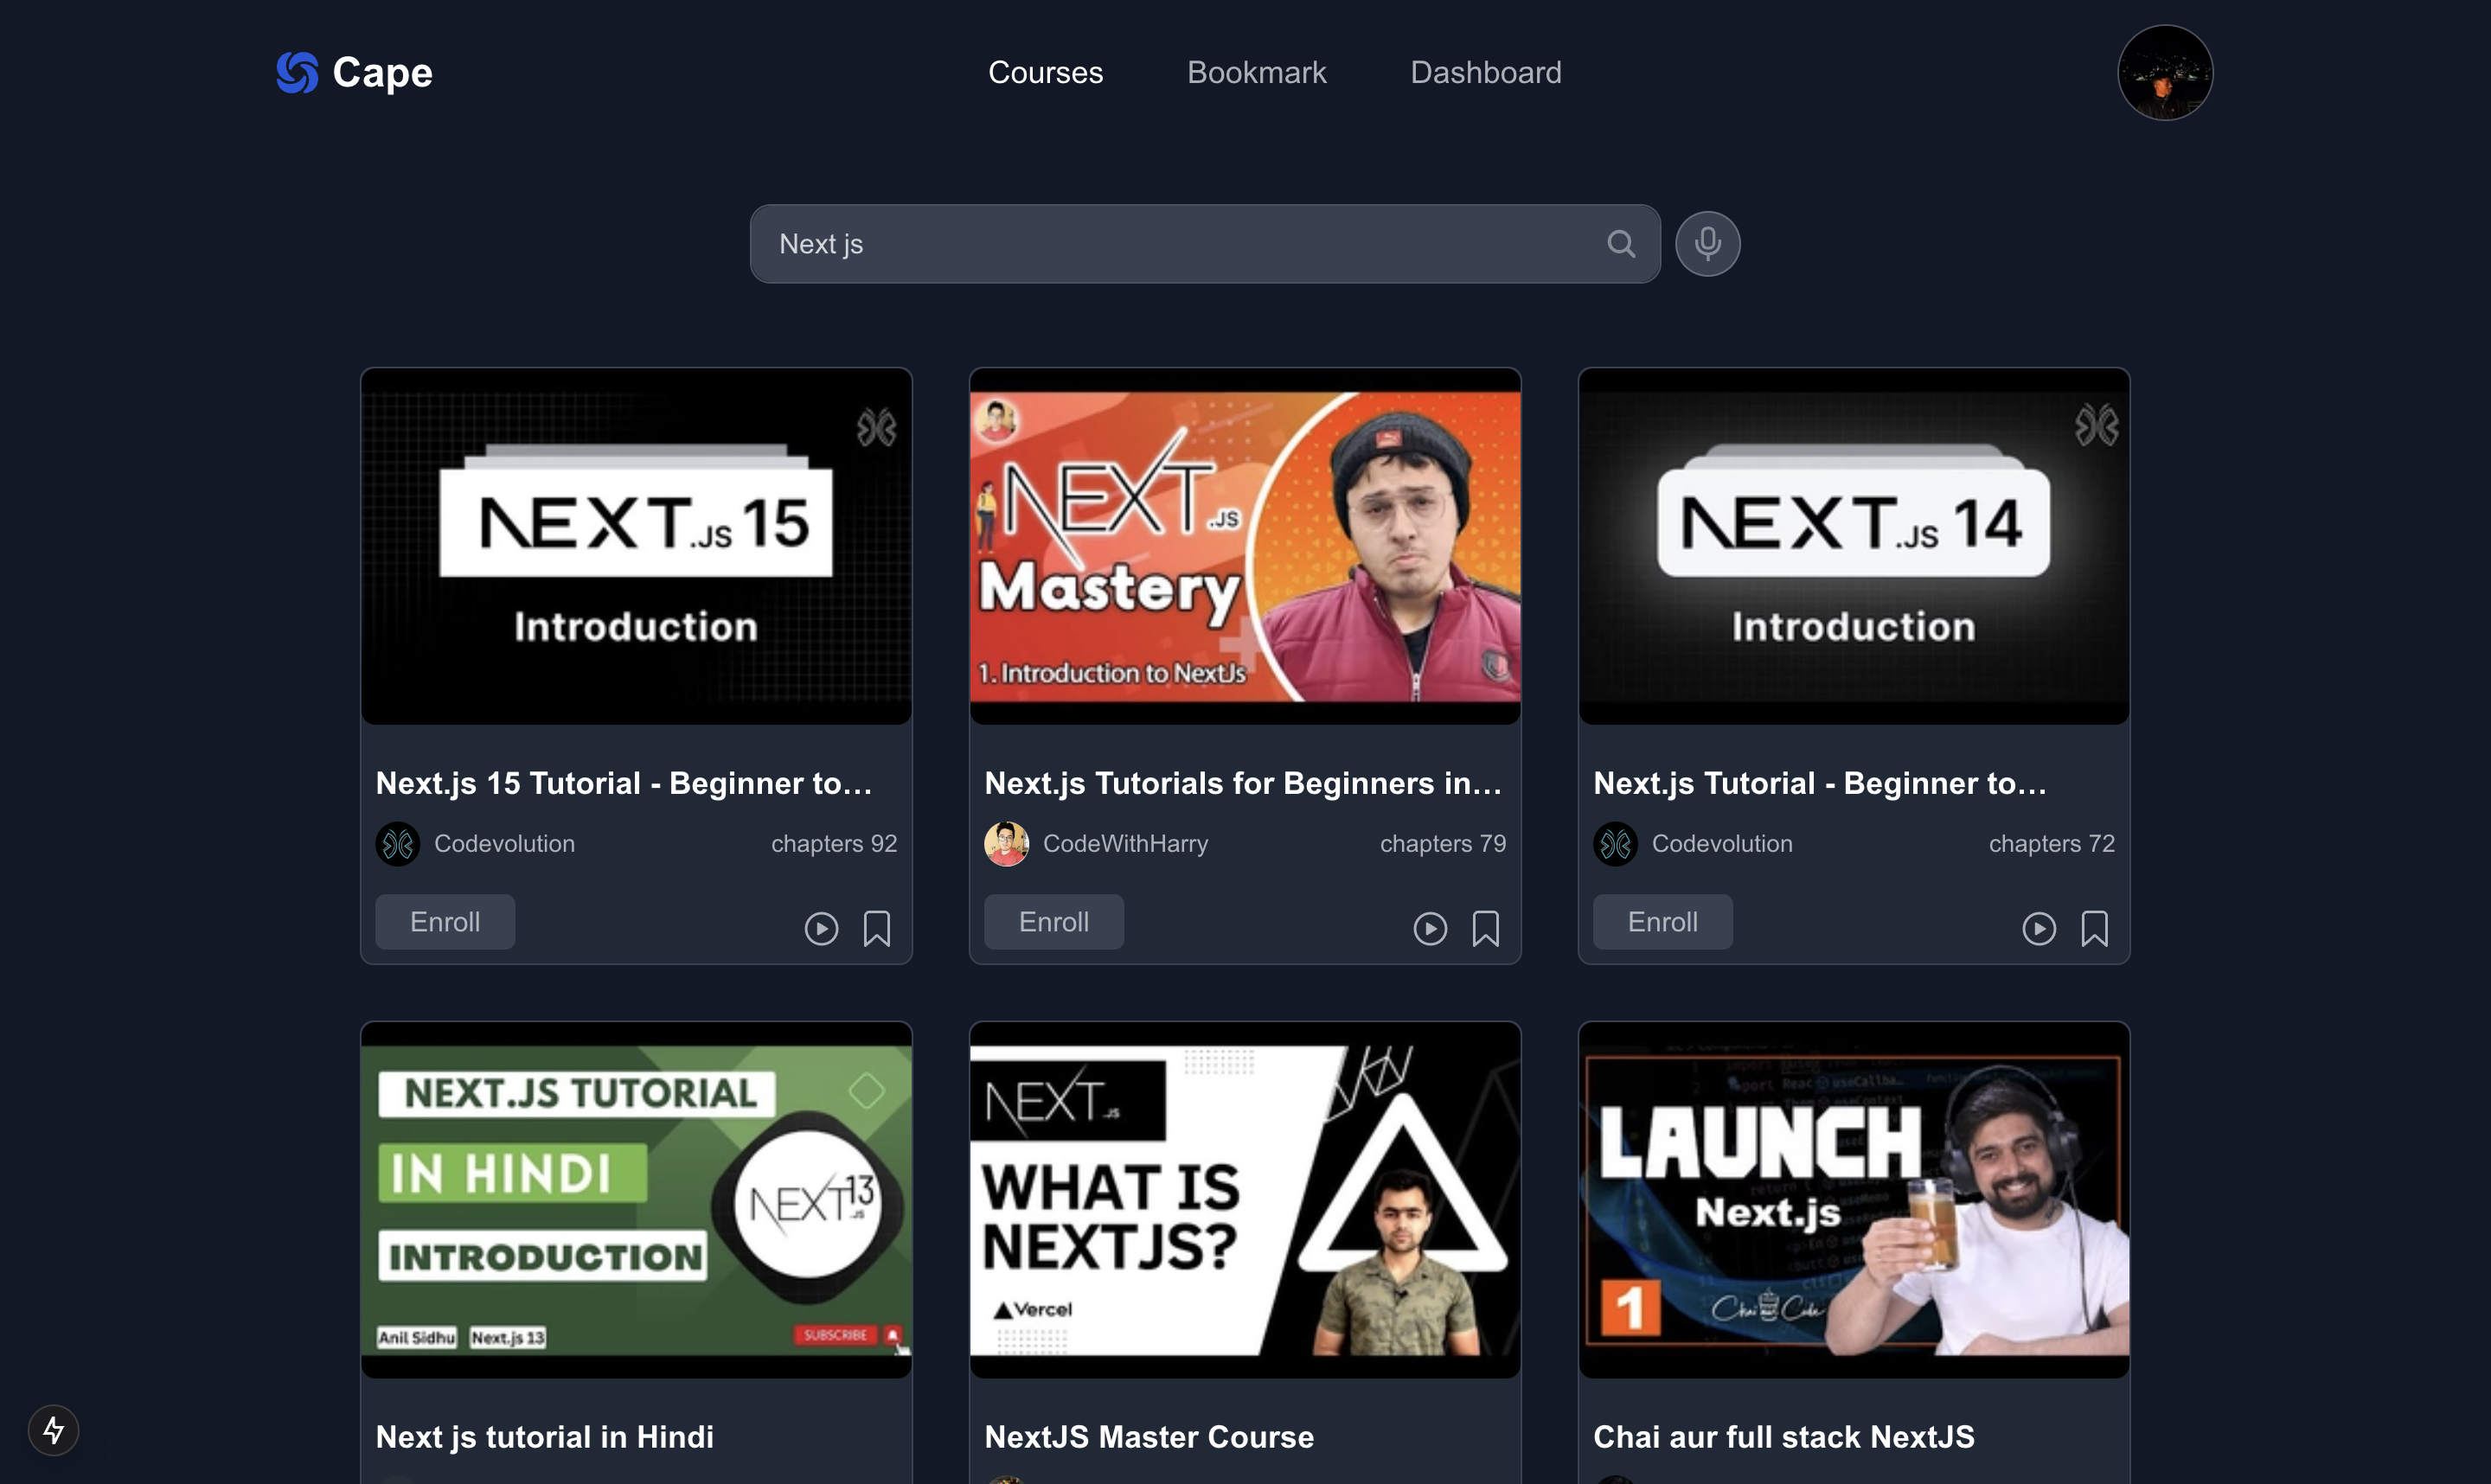 Cape
Courses
Bookmark
Dashboard
Next js
NEXT.JS 15
Introduction
NEXT.JS
Mastery
1. Introduction to NextJs
NEXT.JS 14
Introduction
Next.js 15 Tutorial - Beginner to...
Codevolution
chapters 92
Enroll
Next.js Tutorials for Beginners in...
CodeWithHarry
chapters 79
Enroll
Next.js Tutorial - Beginner to...
Codevolution
chapters 72
Enroll
NEXT.JS TUTORIAL
IN HINDI
INTRODUCTION
NEXT.JS 13
Anil Sidhu
Next.js 13
SUBSCRIBE
NEXT.JS
WHAT IS
NEXTJS?
Vercel
LAUNCH
Next.js
1
Chai aur Code
Next js tutorial in Hindi
NextJS Master Course
Chai aur full stack NextJS